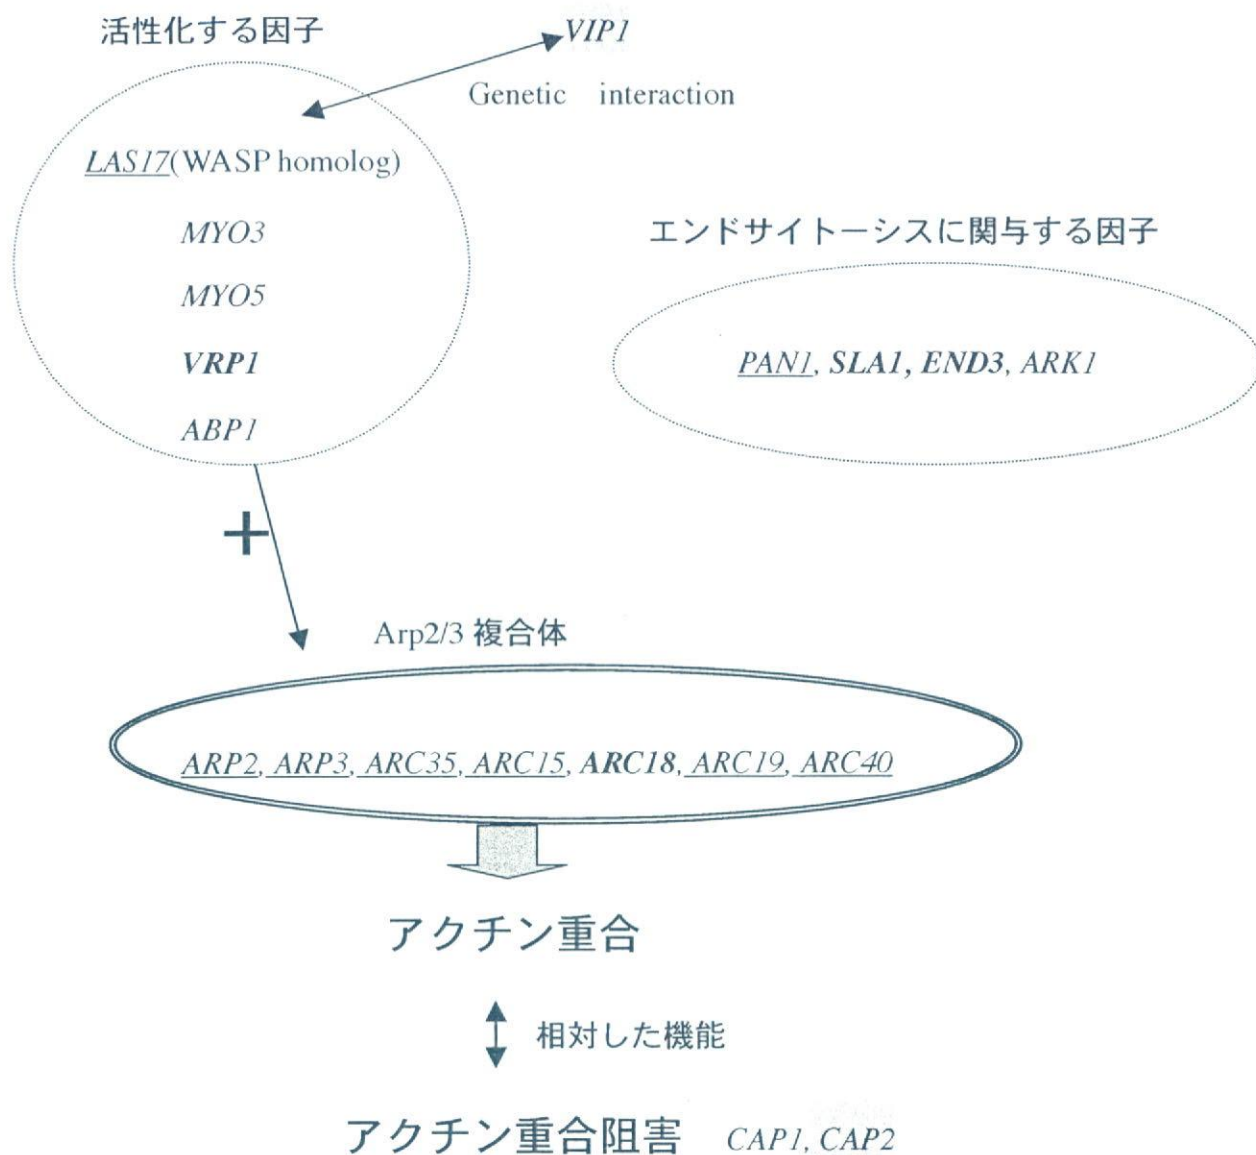 活性化する因子
VIP1
Genetic interaction
LAS17(WASP homolog)
MYO3
MYO5
VRP1
ABP1
エンドサイトーシスに関与する因子
PAN1, SLA1, END3, ARK1
+
Arp2/3 複合体
ARP2, ARP3, ARC35, ARC15, ARC18, ARC19, ARC40
アクチン重合
相対した機能
アクチン重合阻害 CAP1, CAP2